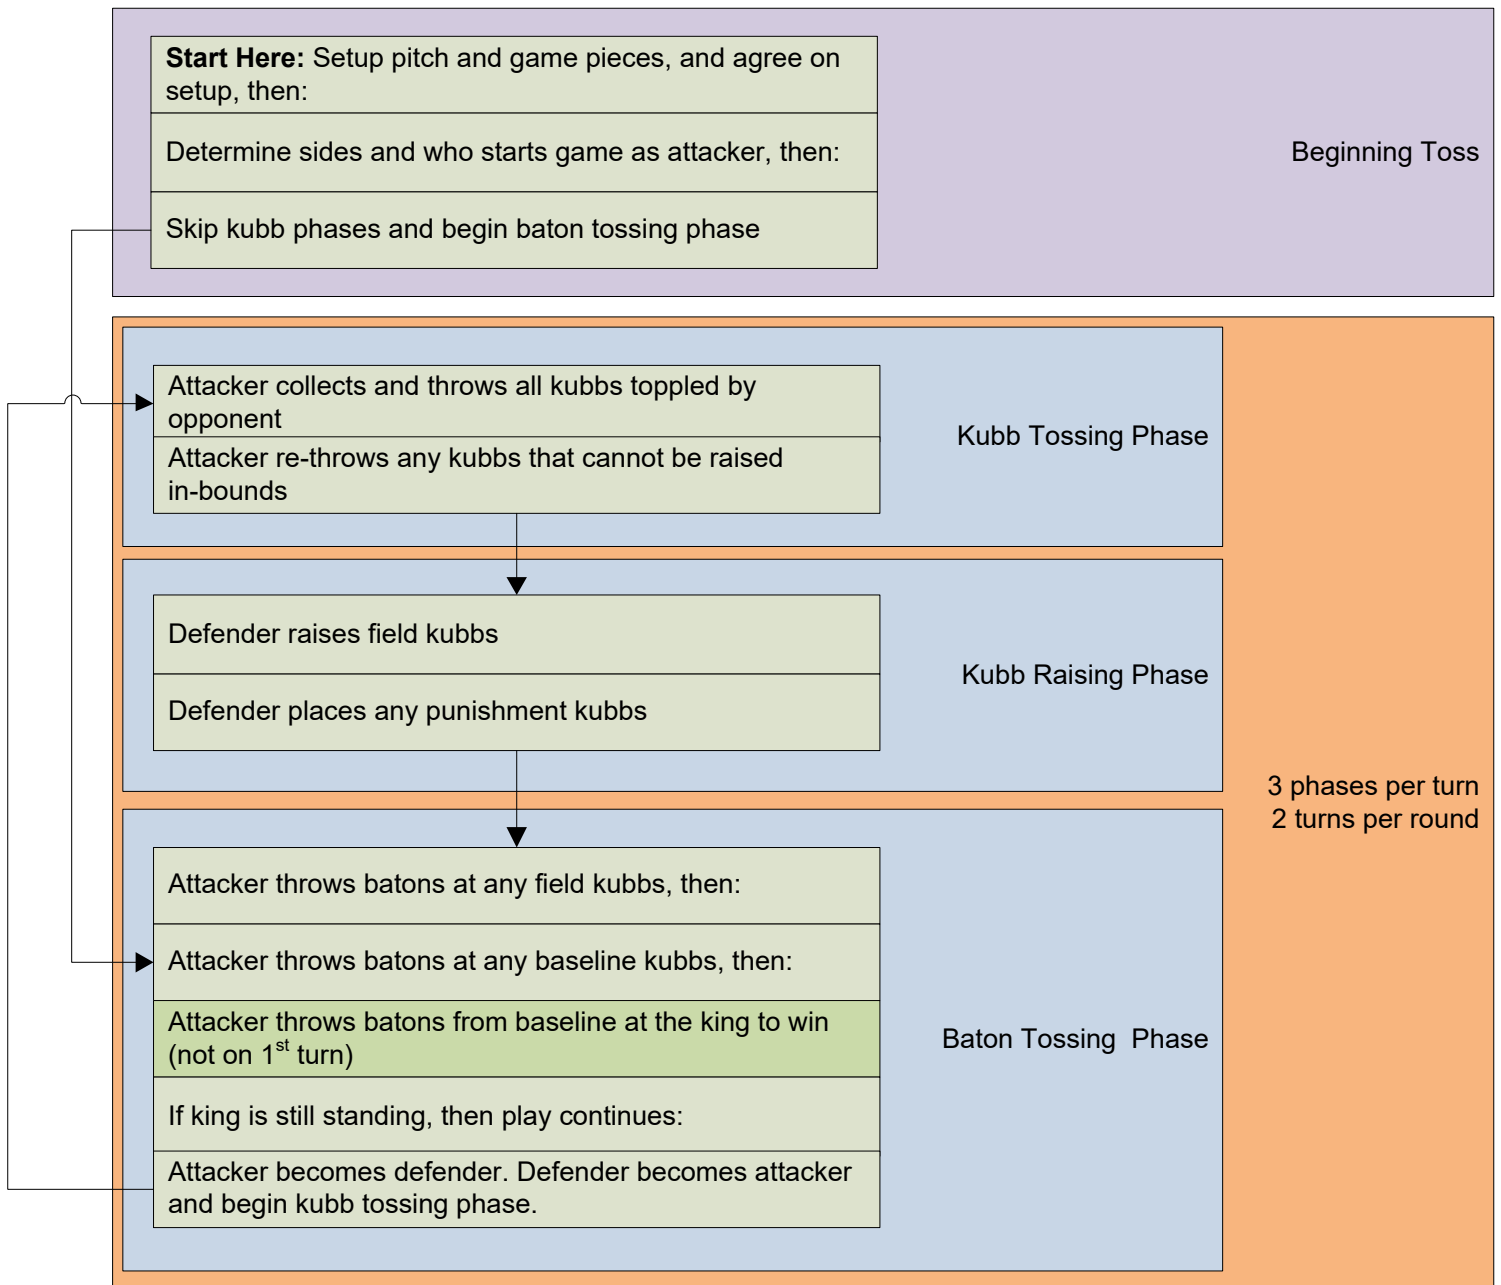 Start Here: Setup pitch and game pieces, and agree on
setup, then:
Determine sides and who starts game as attacker, then:
Skip kubb phases and begin baton tossing phase
Beginning Toss
Attacker collects and throws all kubbs toppled by
opponent
Attacker re-throws any kubbs that cannot be raised
in-bounds
Kubb Tossing Phase
Defender raises field kubbs
Defender places any punishment kubbs
Kubb Raising Phase
3 phases per turn
2 turns per round
Attacker throws batons at any field kubbs, then:
Attacker throws batons at any baseline kubbs, then:
Attacker throws batons from baseline at the king to win
(not on 1st turn)
If king is still standing, then play continues:
Attacker becomes defender. Defender becomes attacker
and begin kubb tossing phase.
Baton Tossing  Phase